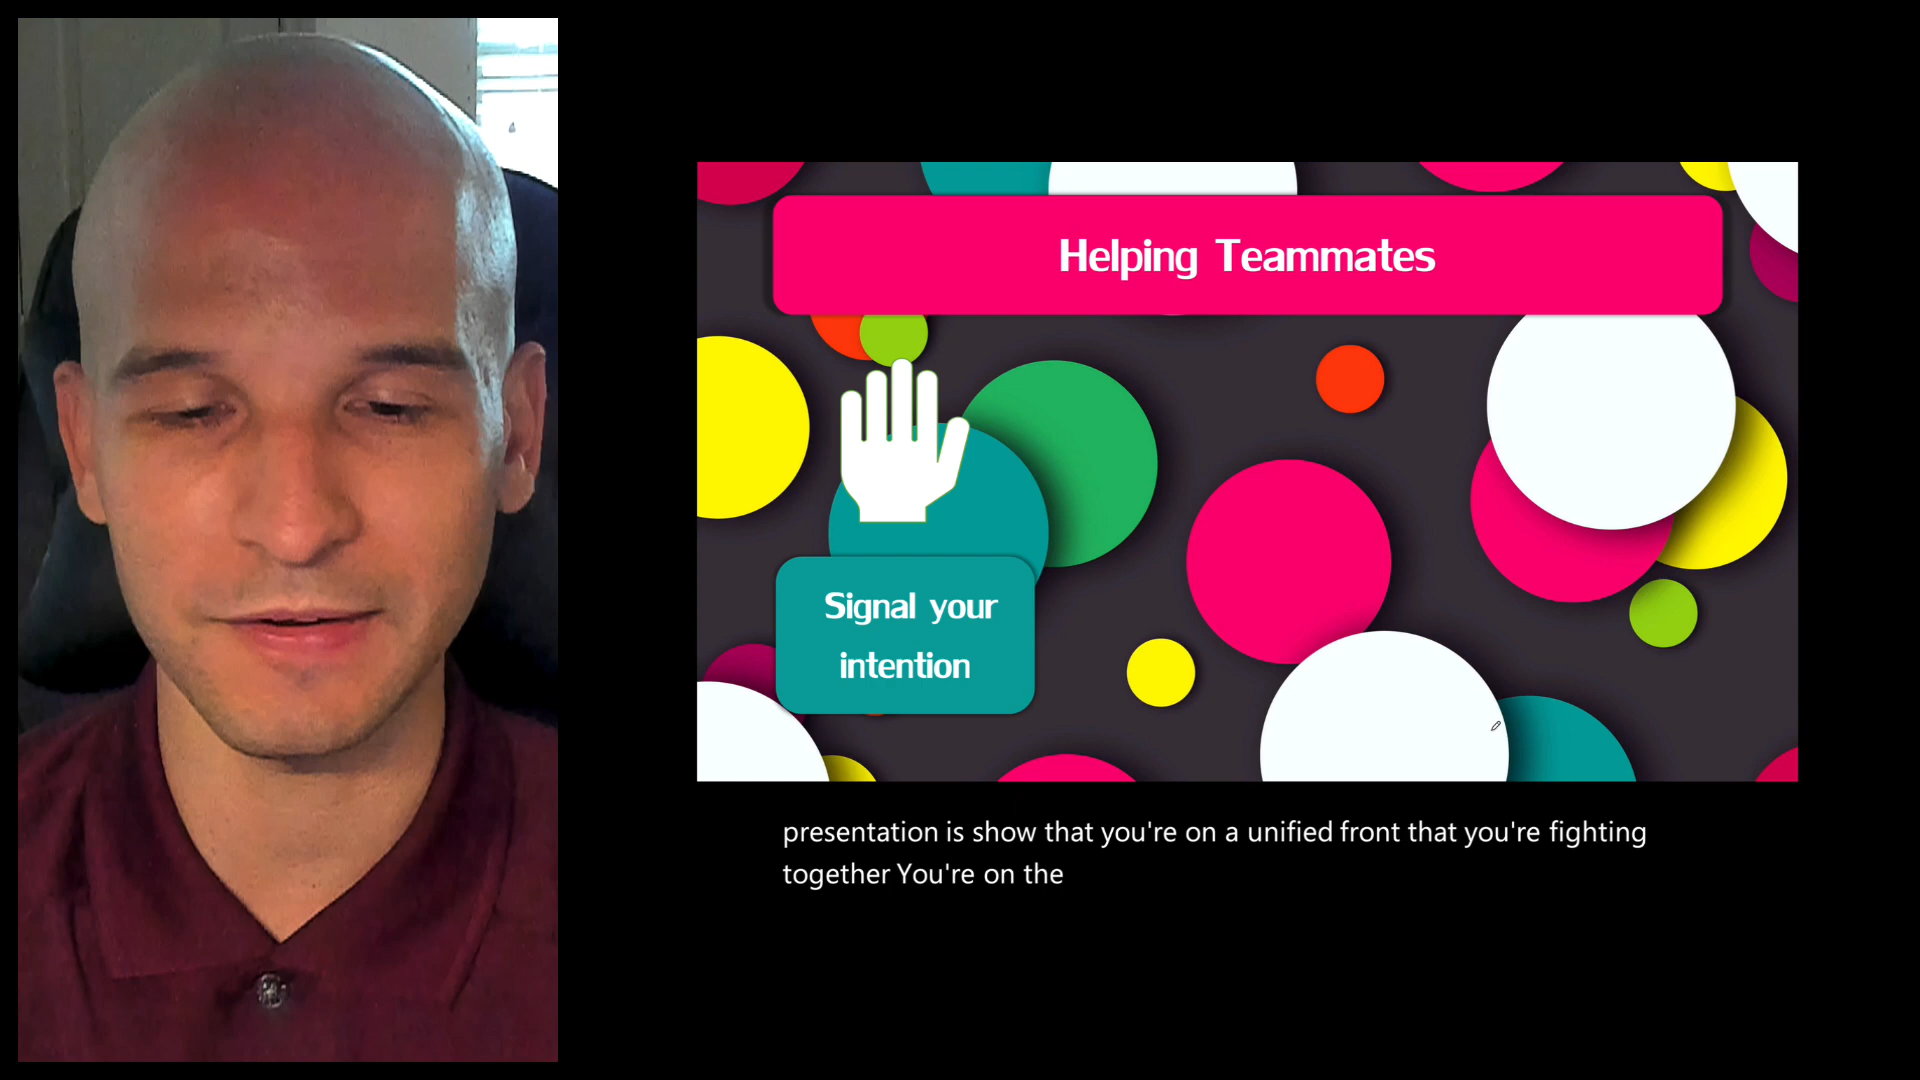 Helping Teammates
Signal your
intention
presentation is show that you're on a unified front that you're fighting
together You're on the